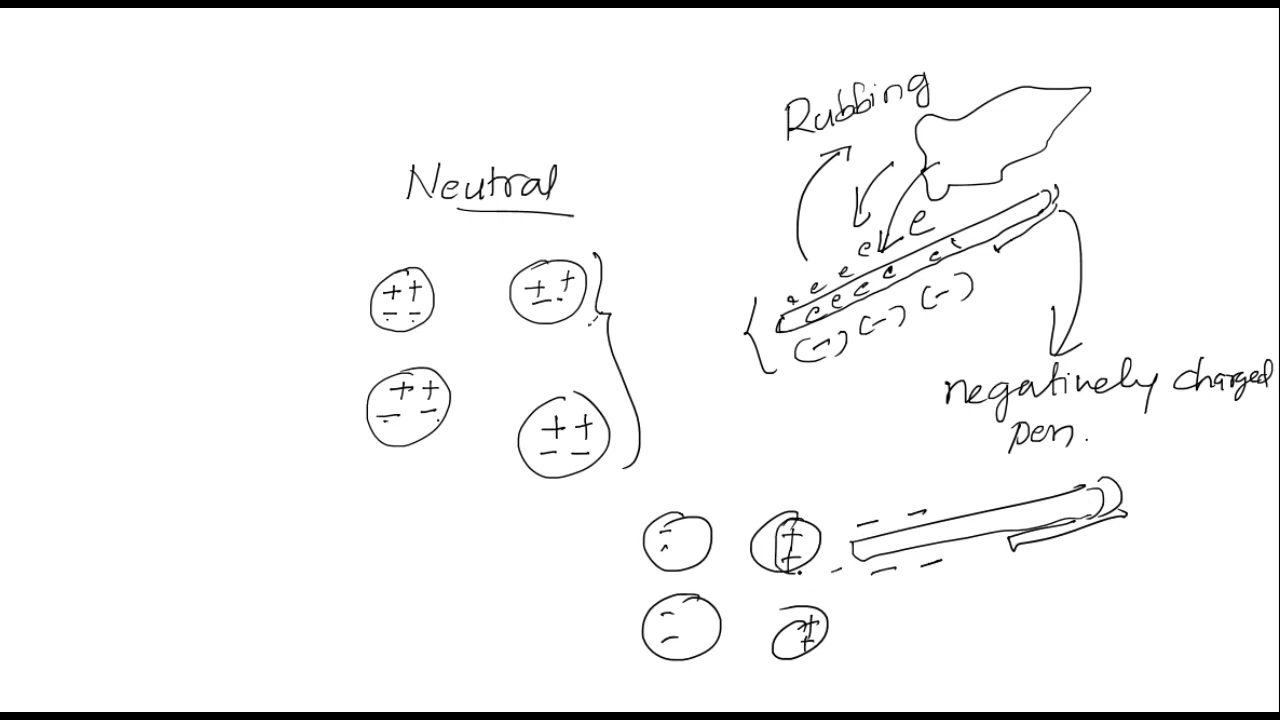 Rubbing
Neutral
+ +
- -
+ +
- -
+ +
- -
+ +
- -
e e e e
e e e e e
(-) (-) (-)
negatively charged
pen.
- -
- - - -
-
-
+
+
-
-
+
+